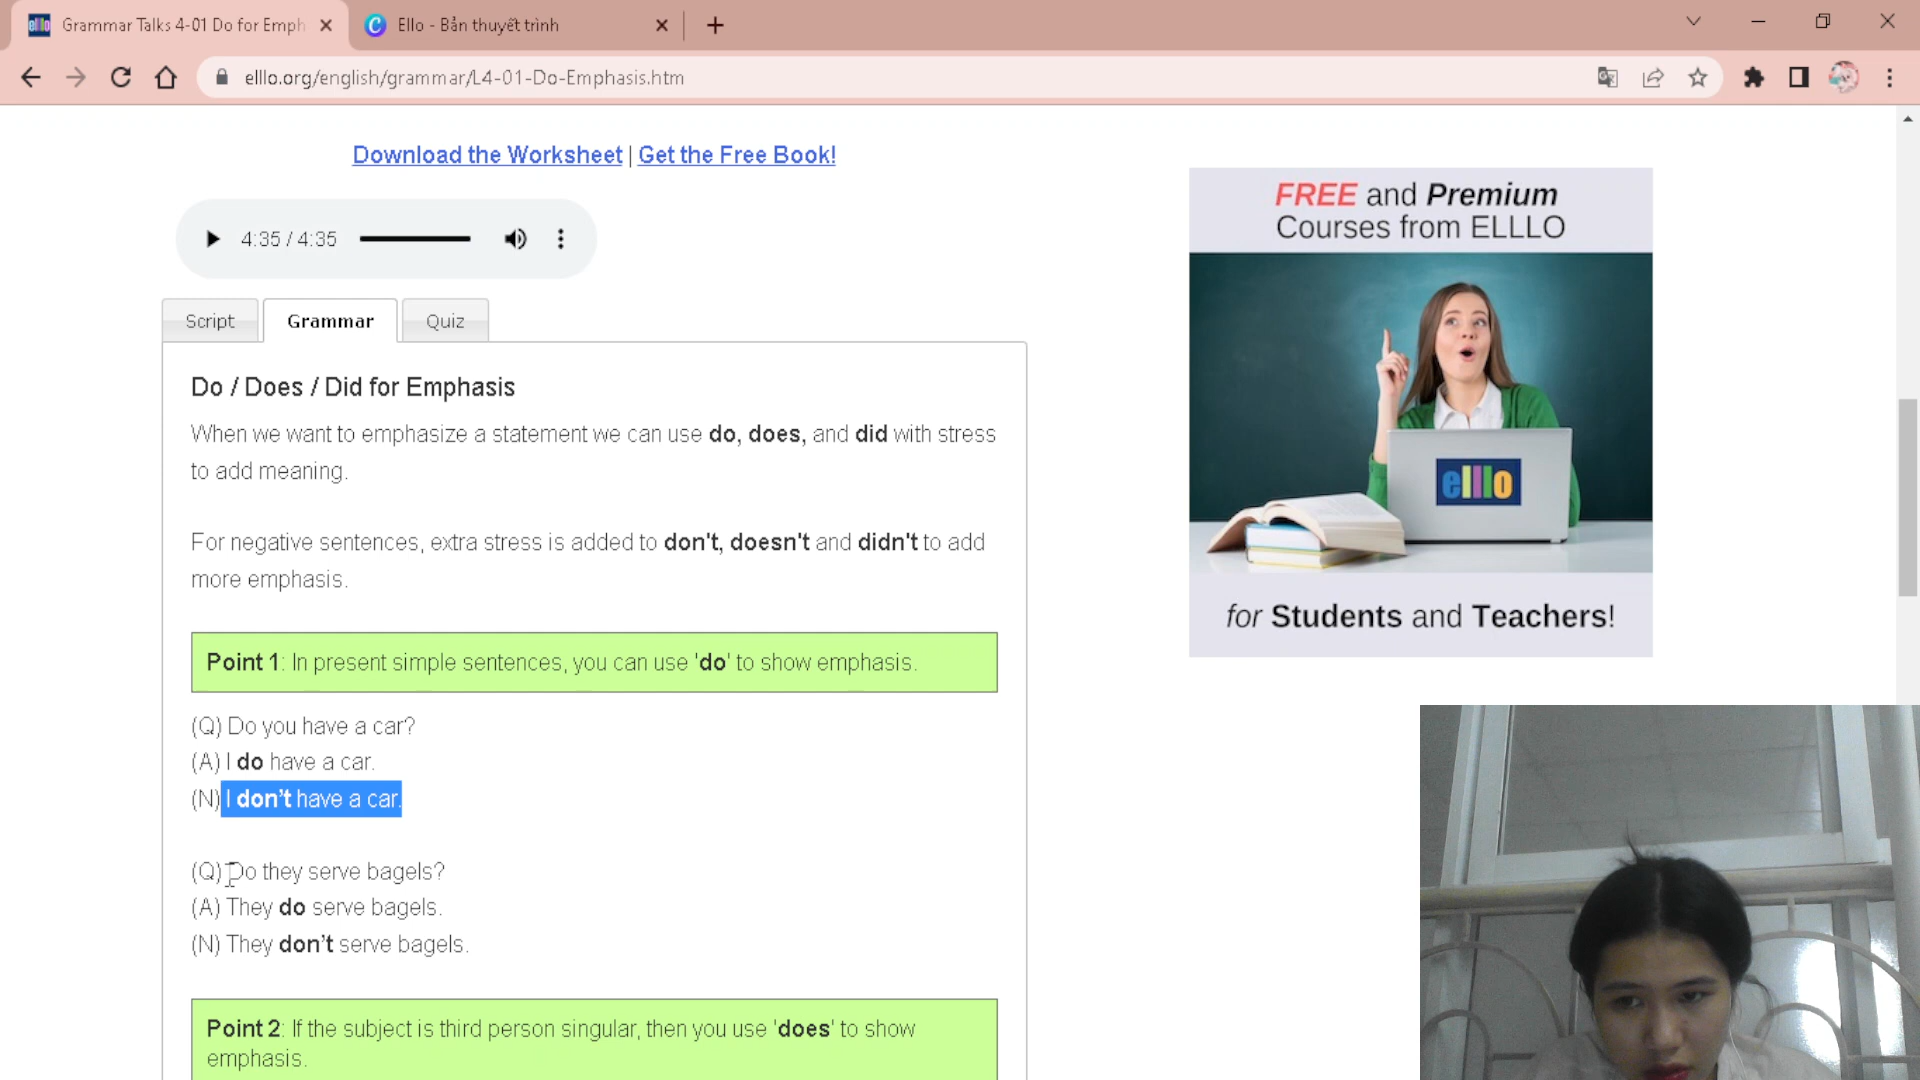 Grammar Talks 4-01 Do for Emph
Ello - Bản thuyết trình
elllo.org/english/grammar/L4-01-Do-Emphasis.htm
Download the Worksheet | Get the Free Book!
4:35 / 4:35
Script
Grammar
Quiz
Do / Does / Did for Emphasis
When we want to emphasize a statement we can use do, does, and did with stress
to add meaning.
For negative sentences, extra stress is added to don't, doesn't and didn't to add
more emphasis.
Point 1: In present simple sentences, you can use 'do' to show emphasis.
(Q) Do you have a car?
(A) I do have a car.
(N) I don't have a car.
(Q) Do they serve bagels?
(A) They do serve bagels.
(N) They don't serve bagels.
Point 2: If the subject is third person singular, then you use 'does' to show
emphasis.
FREE and Premium
Courses from ELLLO
elllo
for Students and Teachers!